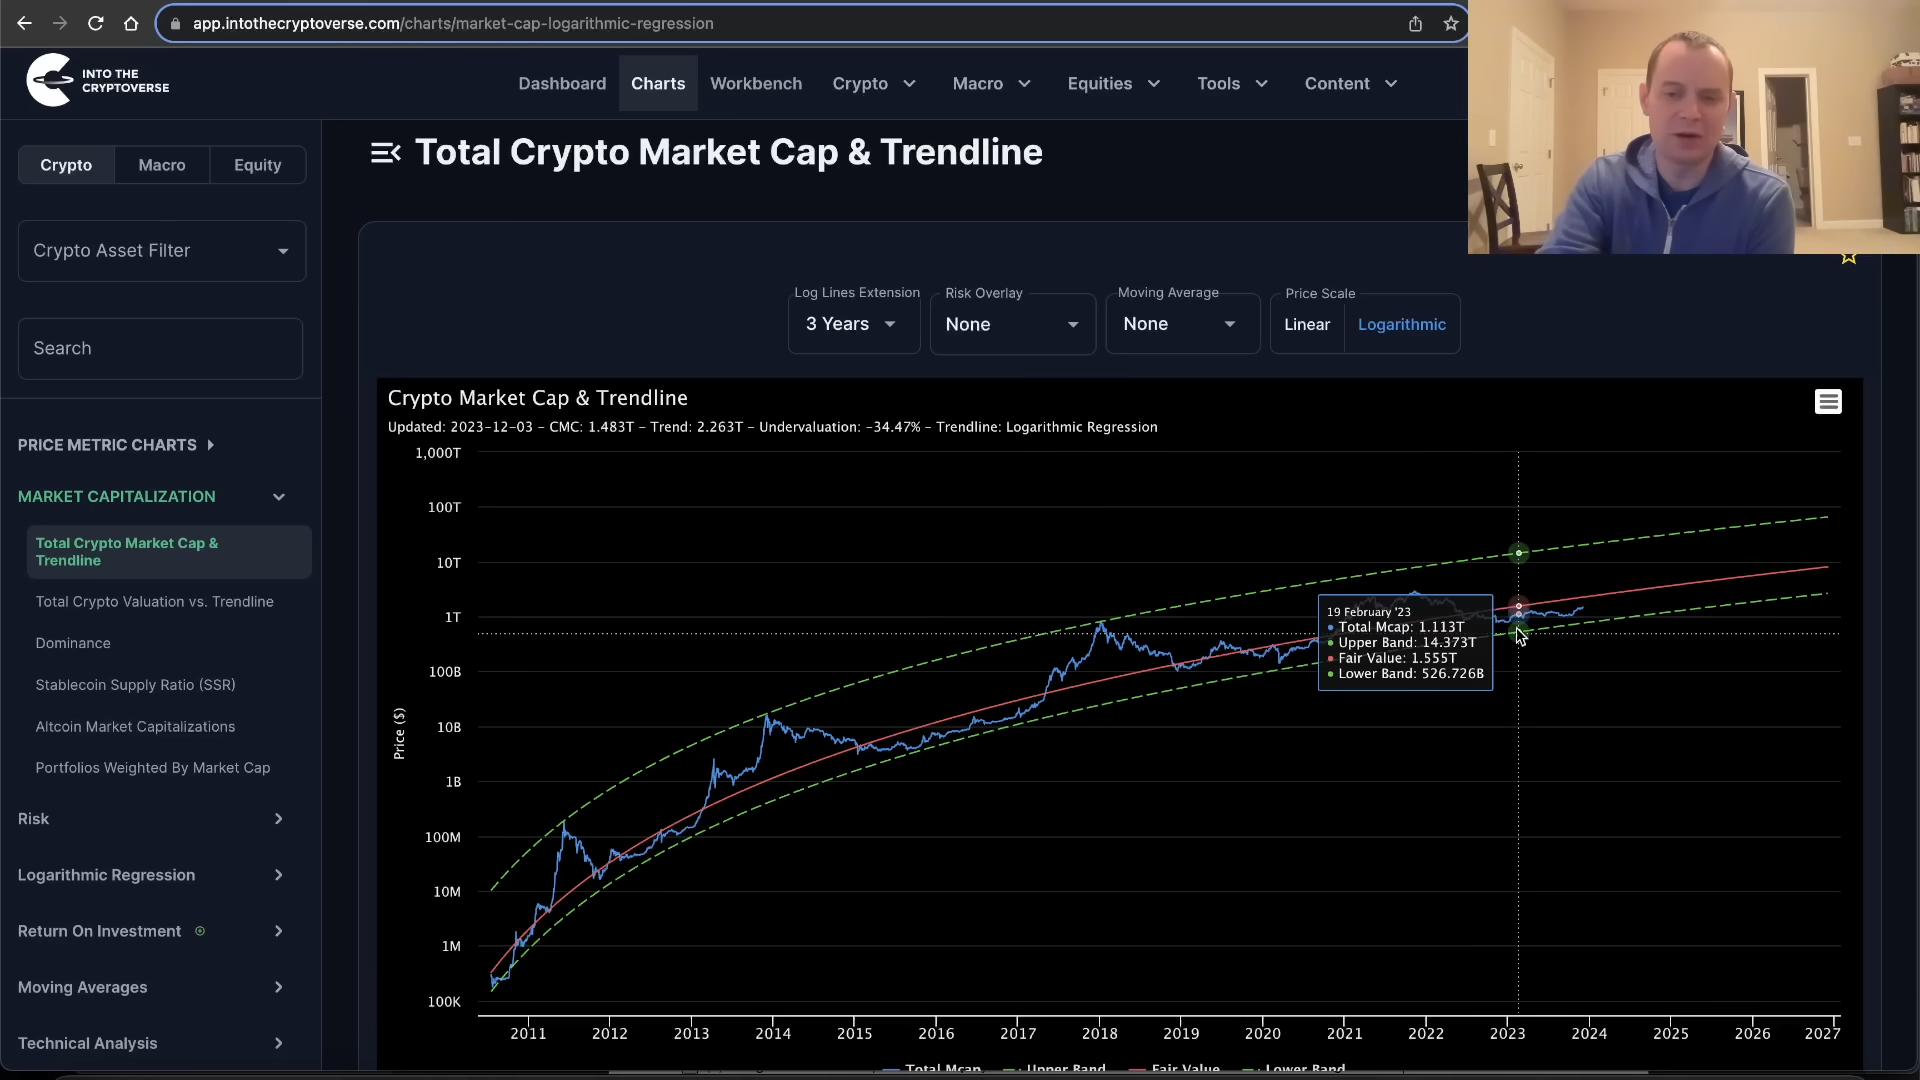 app.intothecryptoverse.com/charts/market-cap-logarithmic-regression
INTO THE
CRYPTOVERSE
Dashboard
Charts
Workbench
Crypto
Macro
Equities
Tools
Content
Crypto
Macro
Equity
Crypto Asset Filter
Search
PRICE METRIC CHARTS
MARKET CAPITALIZATION
Total Crypto Market Cap &
Trendline
Total Crypto Valuation vs. Trendline
Dominance
Stablecoin Supply Ratio (SSR)
Altcoin Market Capitalizations
Portfolios Weighted By Market Cap
Risk
Logarithmic Regression
Return On Investment
Moving Averages
Technical Analysis
Total Crypto Market Cap & Trendline
Log Lines Extension
3 Years
Risk Overlay
None
Moving Average
None
Price Scale
Linear
Logarithmic
Crypto Market Cap & Trendline
Updated: 2023-12-03 – CMC: 1.483T – Trend: 2.263T – Undervaluation: -34.47% – Trendline: Logarithmic Regression
1,000T
100T
10T
1T
100B
10B
1B
100M
10M
1M
100K
Price ($)
19 February '23
Total Mcap: 1.113T
Upper Band: 14.373T
Fair Value: 1.555T
Lower Band: 526.726B
2011
2012
2013
2014
2015
2016
2017
2018
2019
2020
2021
2022
2023
2024
2025
2026
2027
Total Mcap
Upper Band
Fair Value
Lower Band